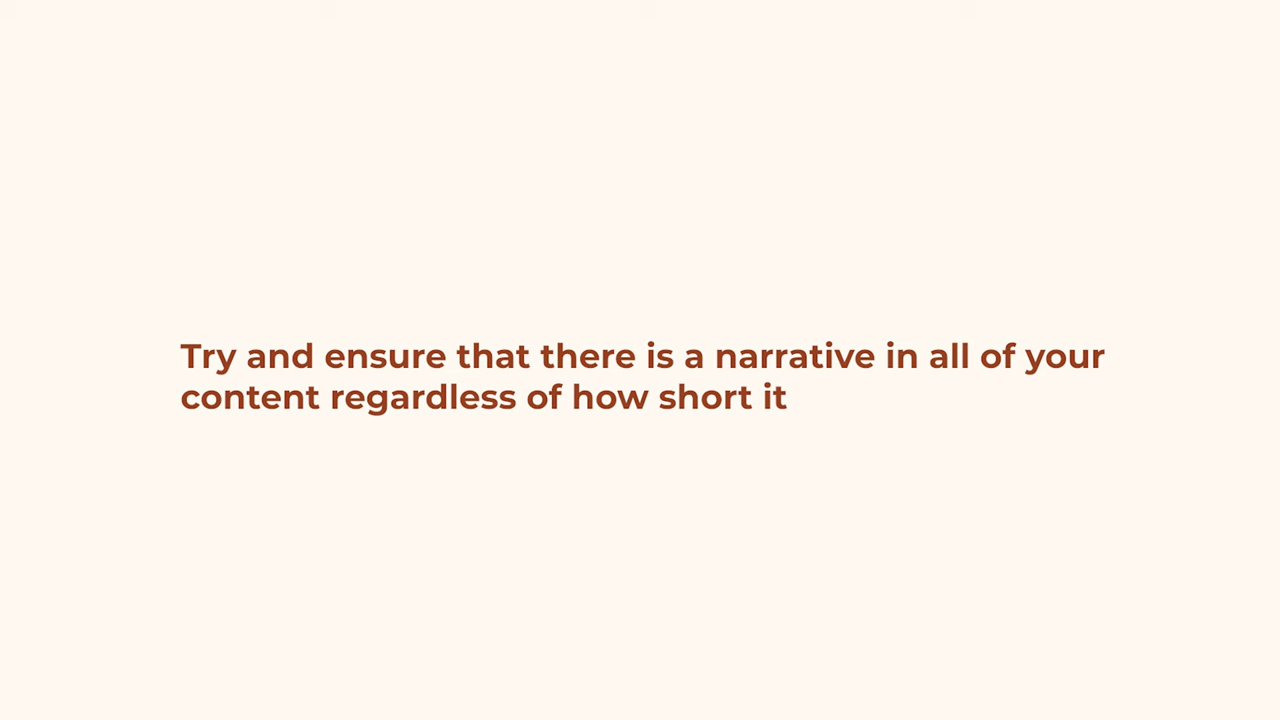 Try and ensure that there is a narrative in all of your
content regardless of how short it